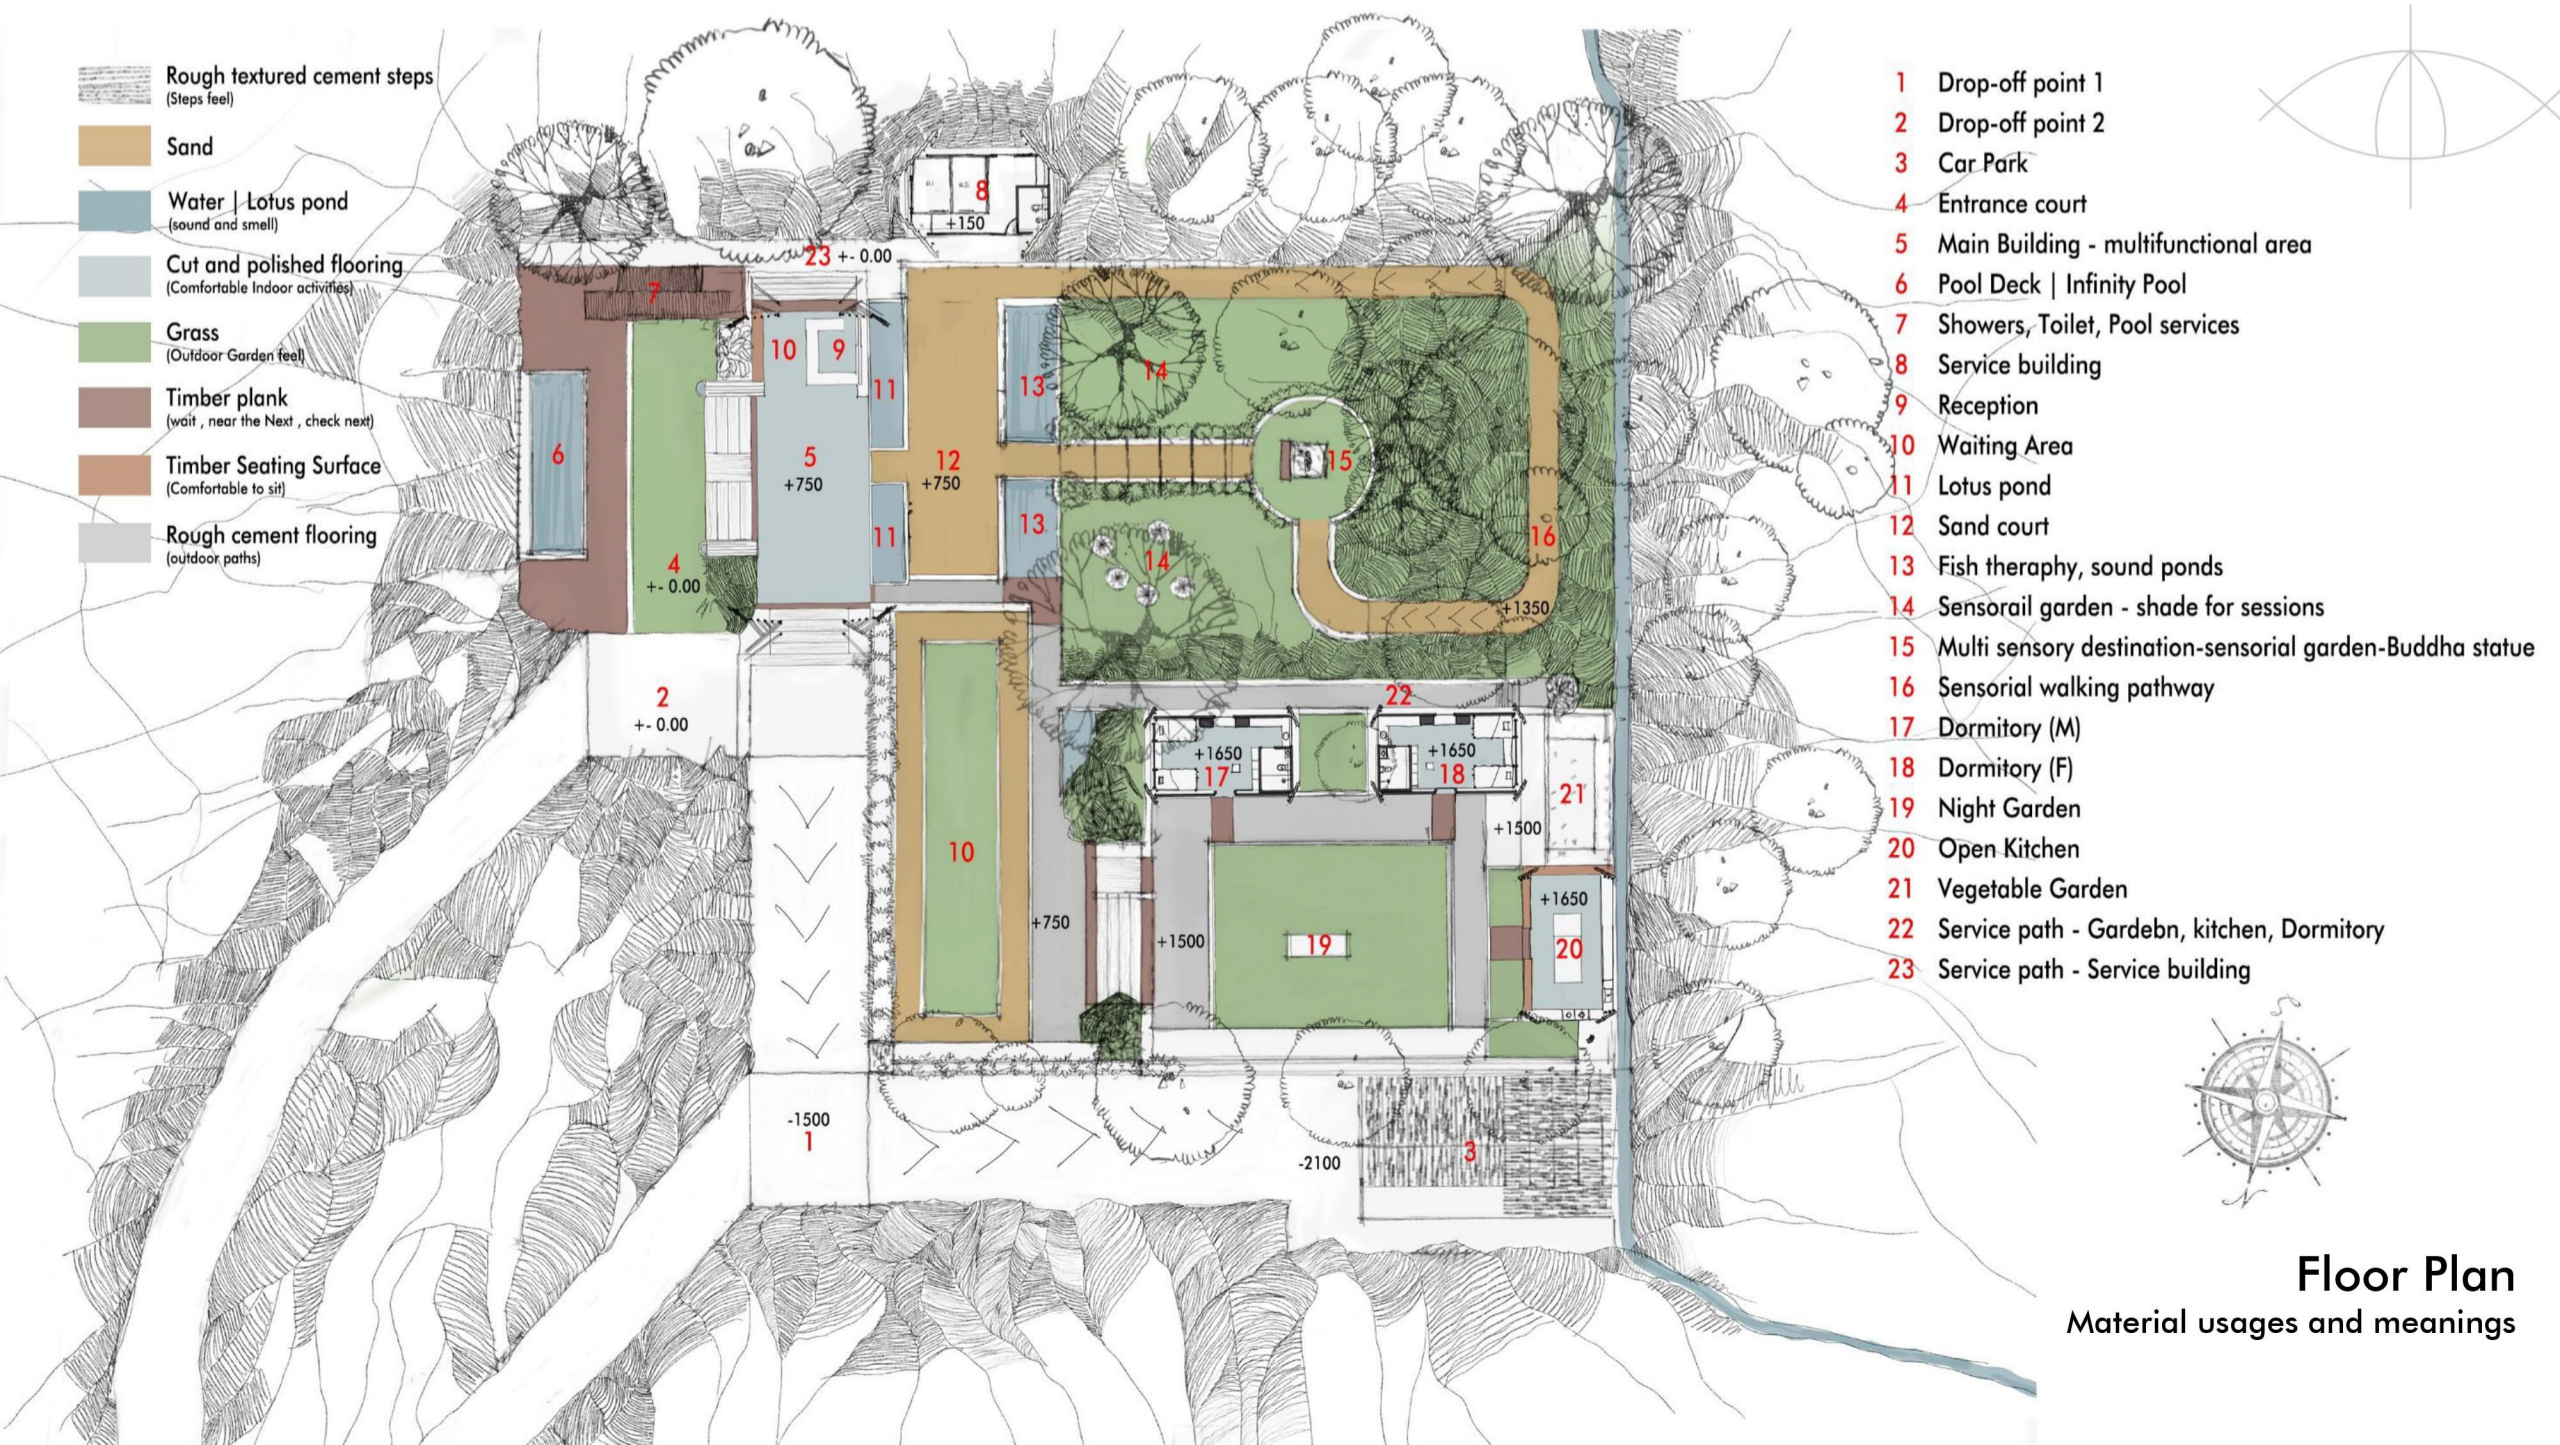 Rough textured cement steps
(Steps feel)
Sand
Water | Lotus pond
(sound and smell)
Cut and polished flooring
(Comfortable Indoor activities)
Grass
(Outdoor Garden feel)
Timber plank
(wait , near the Next , check next)
Timber Seating Surface
(Comfortable to sit)
Rough cement flooring
(outdoor paths)
8
+150
23 +- 0.00
7
10 9
11
13
14
6
5
+750
12
+750
15
11
13
14
16
4
+- 0.00
+1350
2
+- 0.00
22
+1650
17
+1650
18
21
+1500
10
+750
+1500
19
+1650
20
-1500
1
-2100
3
1 Drop-off point 1
2 Drop-off point 2
3 Car Park
4 Entrance court
5 Main Building - multifunctional area
6 Pool Deck | Infinity Pool
7 Showers, Toilet, Pool services
8 Service building
9 Reception
10 Waiting Area
11 Lotus pond
12 Sand court
13 Fish theraphy, sound ponds
14 Sensorail garden - shade for sessions
15 Multi sensory destination-sensorial garden-Buddha statue
16 Sensorial walking pathway
17 Dormitory (M)
18 Dormitory (F)
19 Night Garden
20 Open Kitchen
21 Vegetable Garden
22 Service path - Gardebn, kitchen, Dormitory
23 Service path - Service building
S
N
Floor Plan
Material usages and meanings